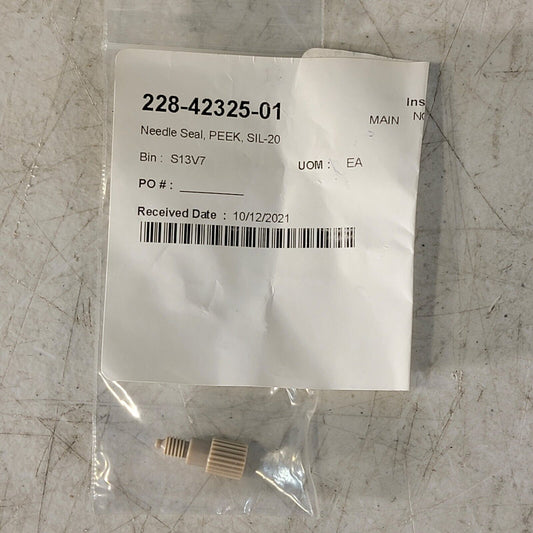 228-42325-01
Needle Seal, PEEK, SIL-20
Bin : S13V7
PO # : ________
Received Date : 10/12/2021
MAIN
UOM : EA